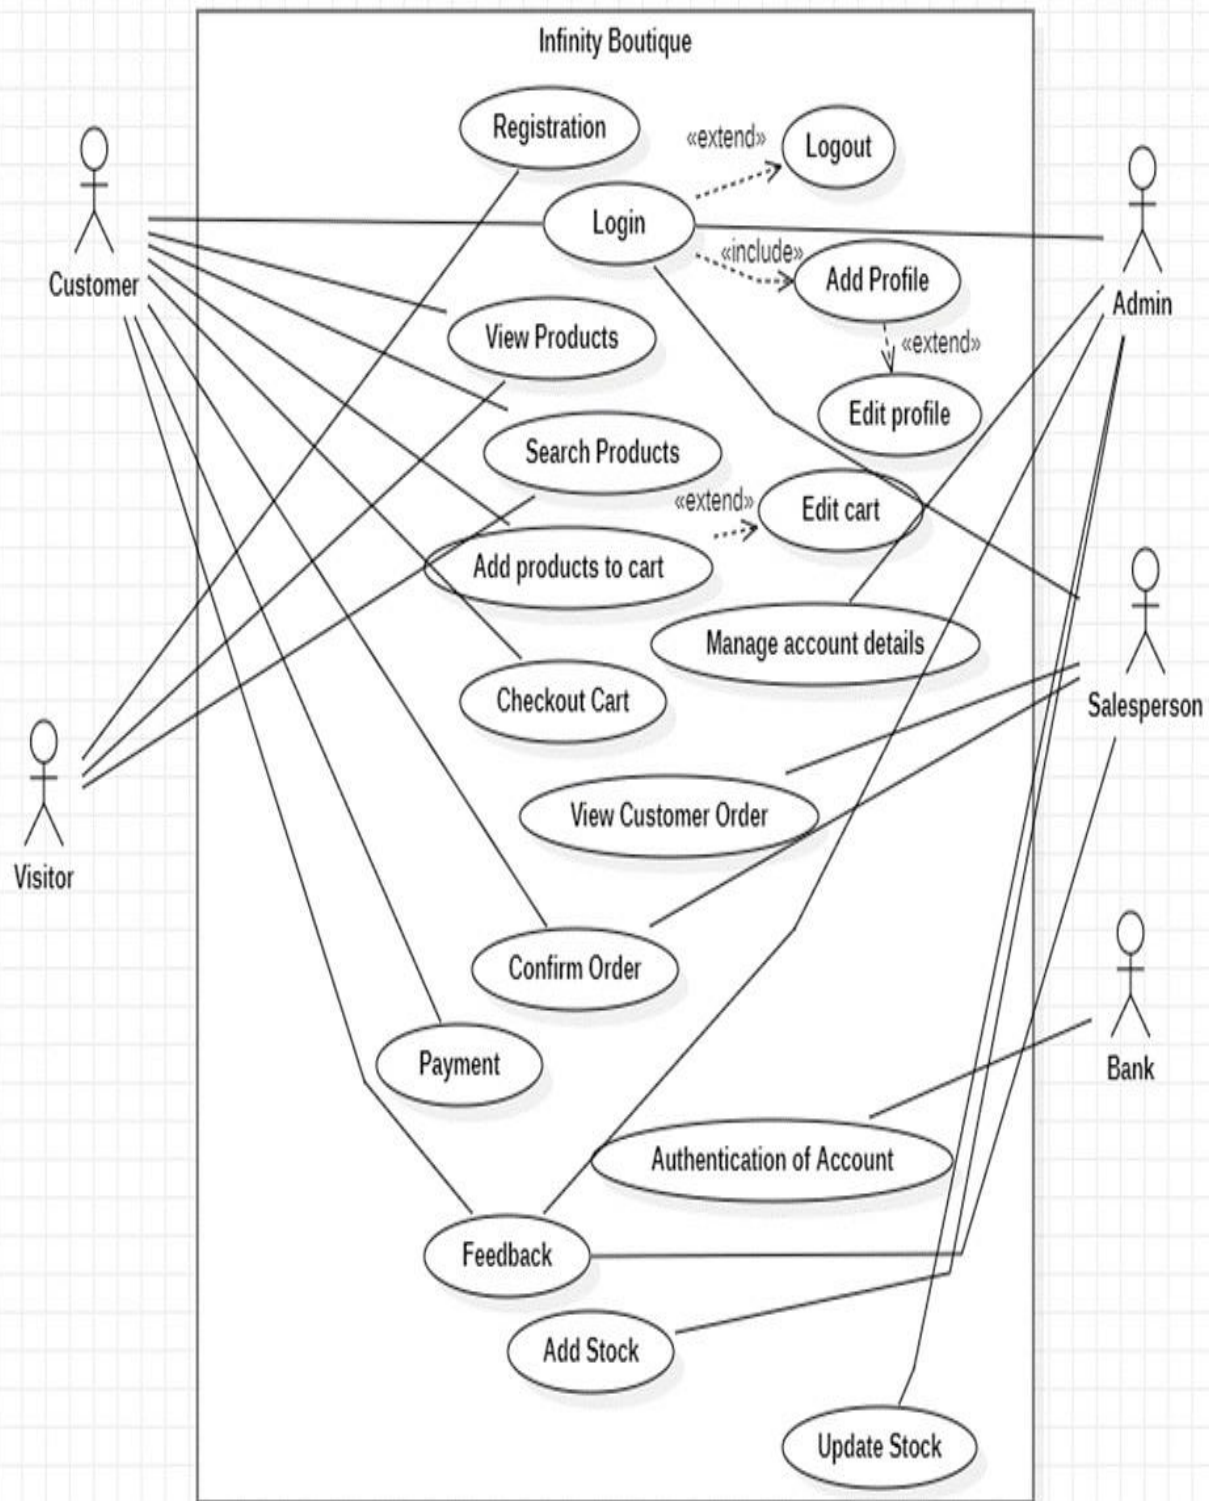 Infinity Boutique
Registration
«extend»
Logout
Login
«include»
Add Profile
Customer
Admin
View Products
«extend»
Edit profile
Search Products
«extend»
Edit cart
Add products to cart
Manage account details
Checkout Cart
Salesperson
View Customer Order
Visitor
Confirm Order
Payment
Bank
Authentication of Account
Feedback
Add Stock
Update Stock